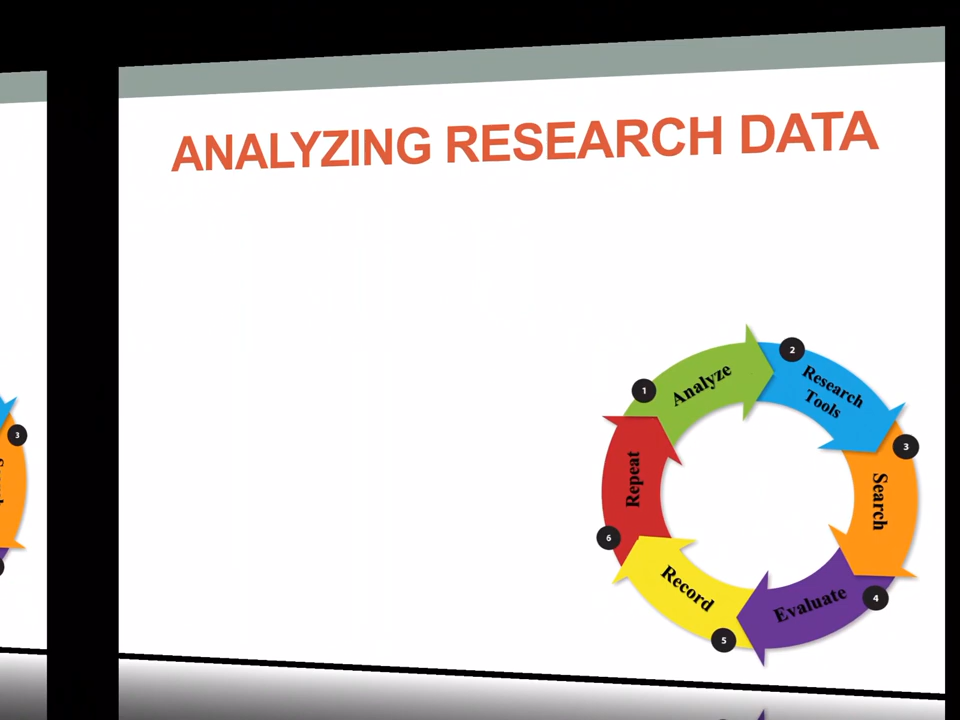 ANALYZING RESEARCH DATA
1
Analyze
2
Research
Tools
3
Search
4
Evaluate
5
Record
6
Repeat
3